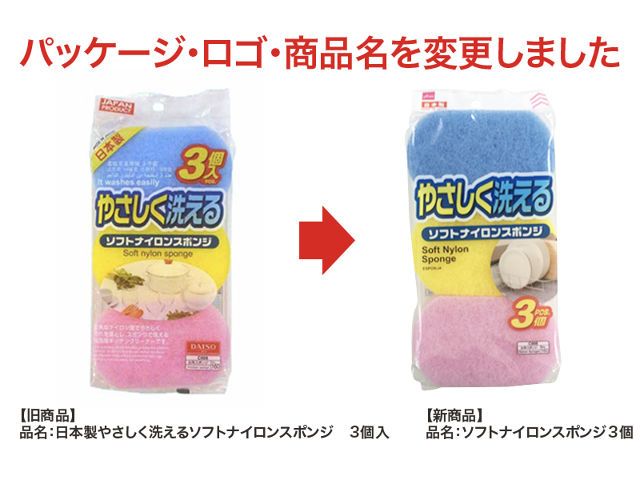 パッケージ・ロゴ・商品名を変更しました
JAPAN
PRODUCT
日本製
3個入
PCS.
It washes easily
やさしく洗える
ソフトナイロンスポンジ
Soft nylon sponge
DAISO
日本製
やさしく洗える
ソフトナイロンスポンジ
Soft Nylon
Sponge
ESPONJA
3PCS.個
【旧商品】
品名：日本製やさしく洗えるソフトナイロンスポンジ　3個入
【新商品】
品名：ソフトナイロンスポンジ3個